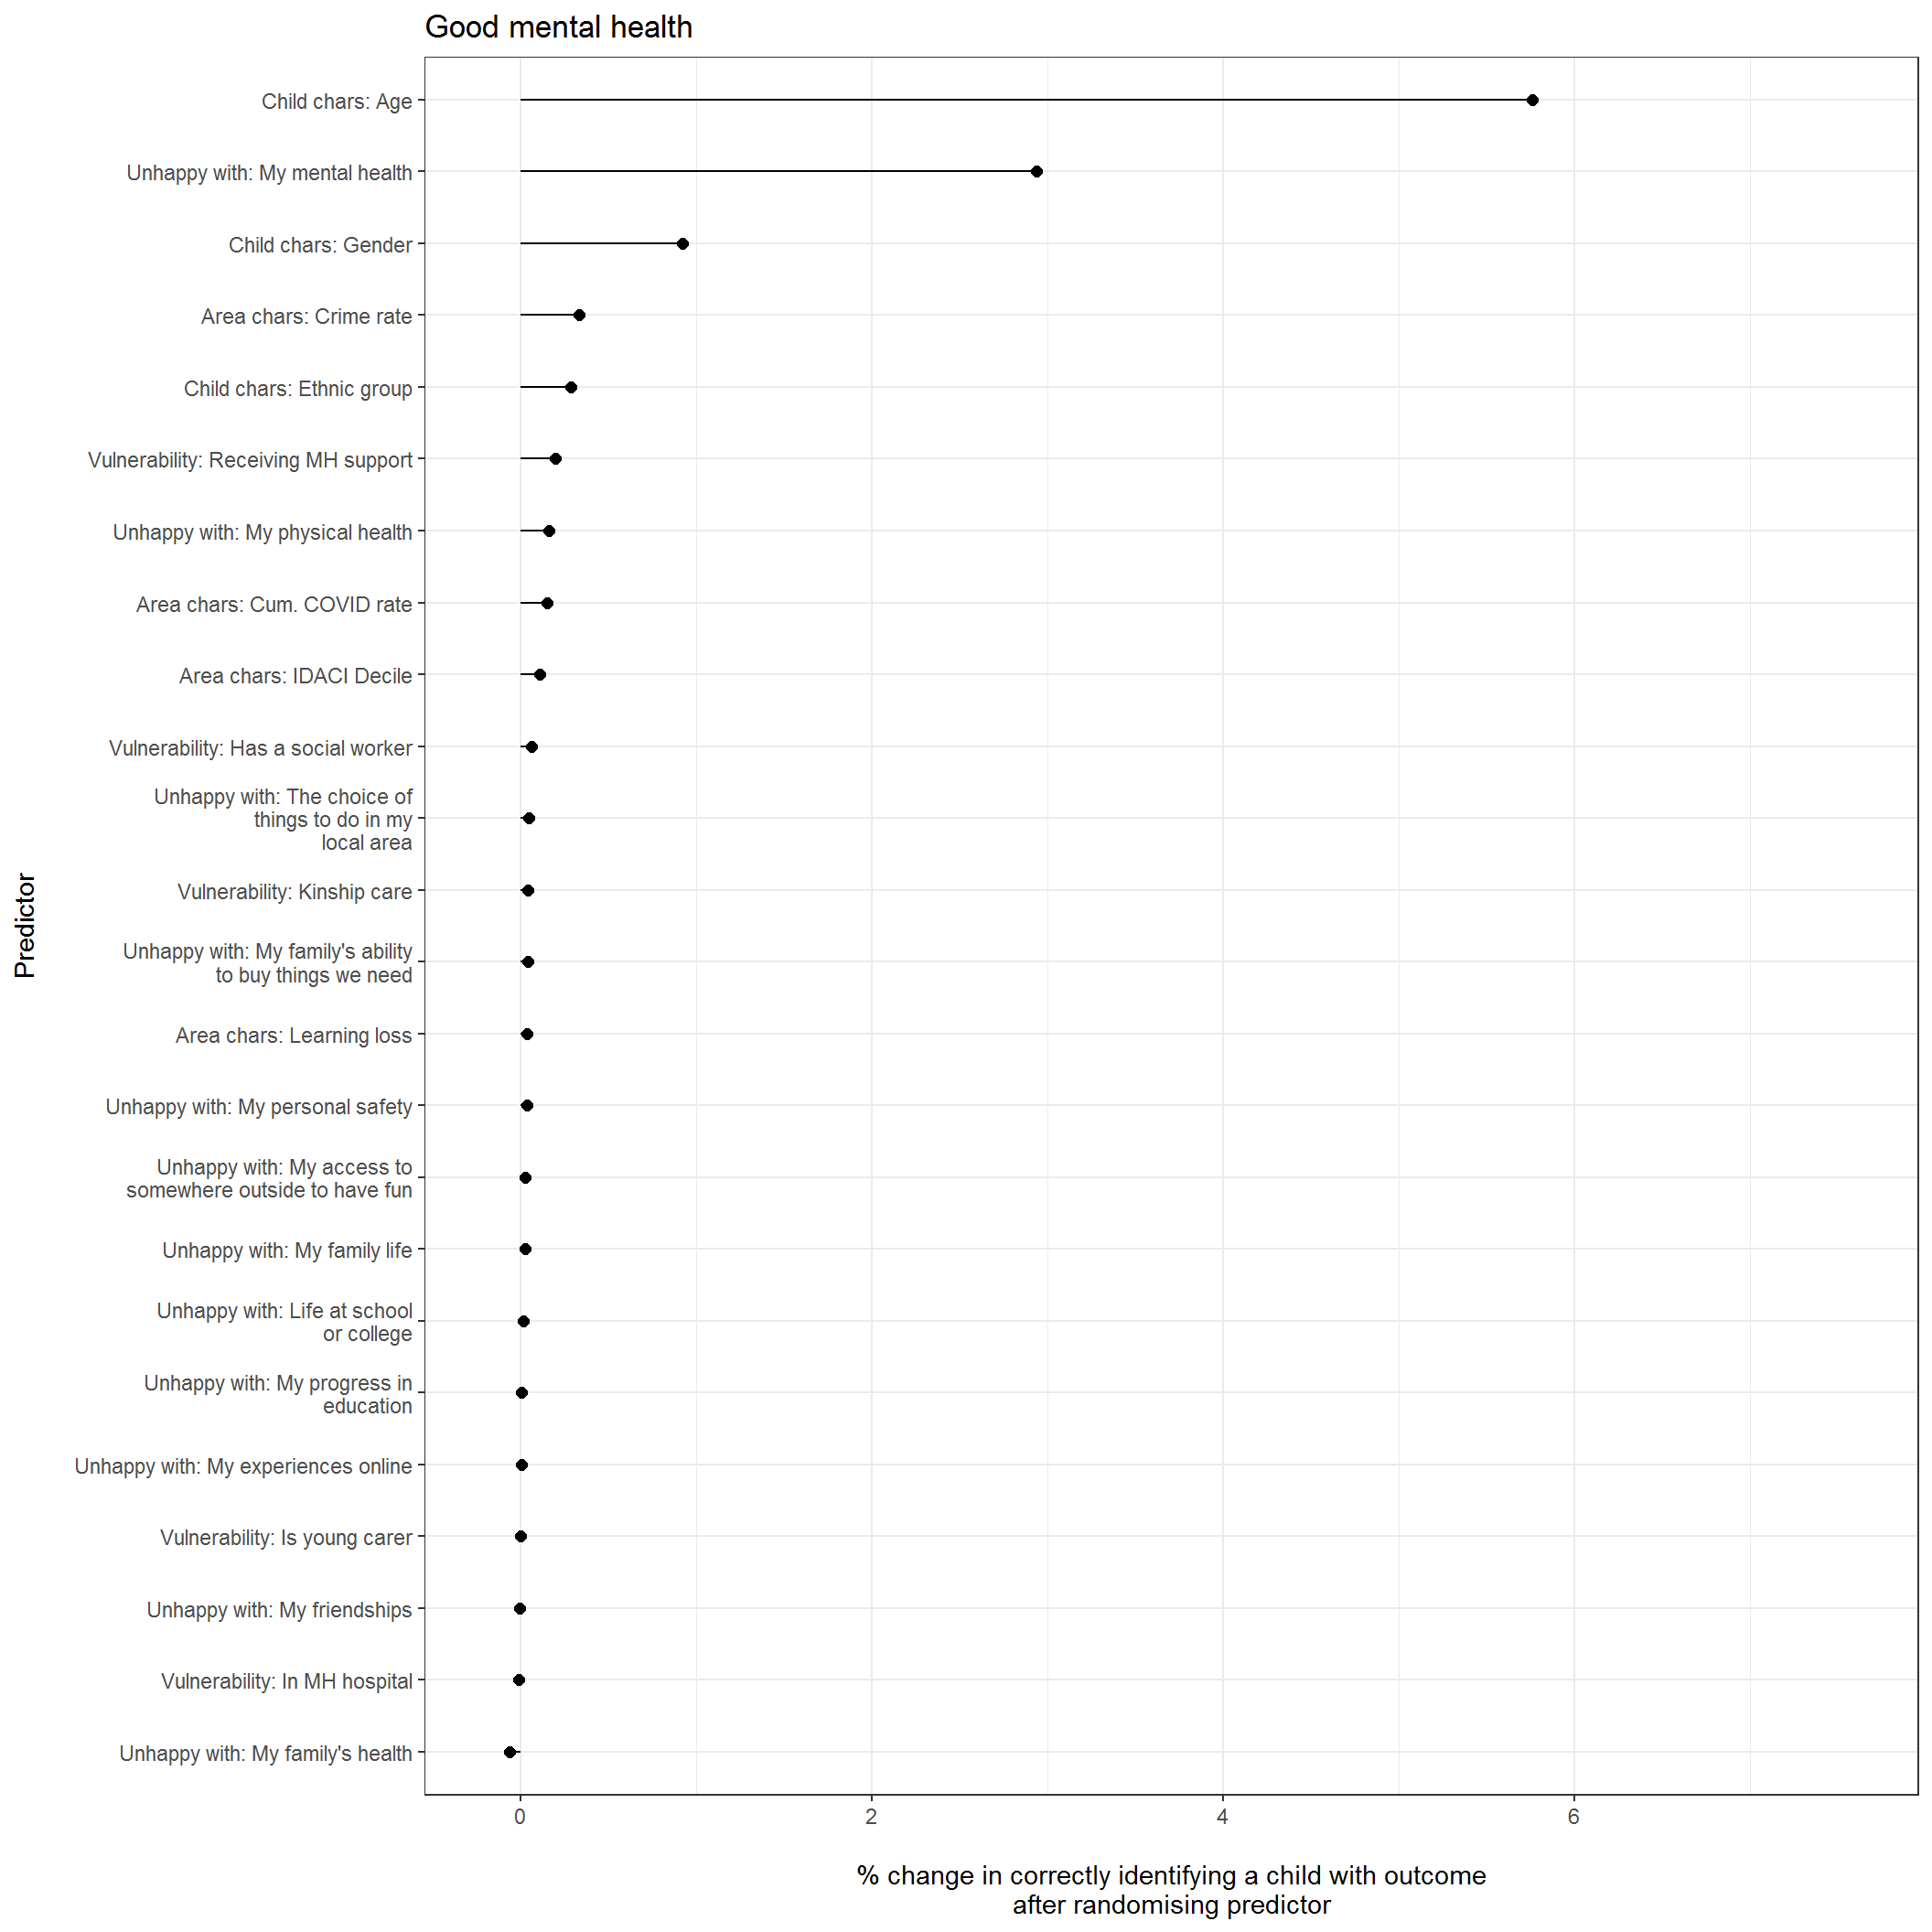 Good mental health
Predictor
Child chars: Age
Unhappy with: My mental health
Child chars: Gender
Area chars: Crime rate
Child chars: Ethnic group
Vulnerability: Receiving MH support
Unhappy with: My physical health
Area chars: Cum. COVID rate
Area chars: IDACI Decile
Vulnerability: Has a social worker
Unhappy with: The choice of
things to do in my
local area
Vulnerability: Kinship care
Unhappy with: My family's ability
to buy things we need
Area chars: Learning loss
Unhappy with: My personal safety
Unhappy with: My access to
somewhere outside to have fun
Unhappy with: My family life
Unhappy with: Life at school
or college
Unhappy with: My progress in
education
Unhappy with: My experiences online
Vulnerability: Is young carer
Unhappy with: My friendships
Vulnerability: In MH hospital
Unhappy with: My family's health
0 2 4 6
% change in correctly identifying a child with outcome
after randomising predictor